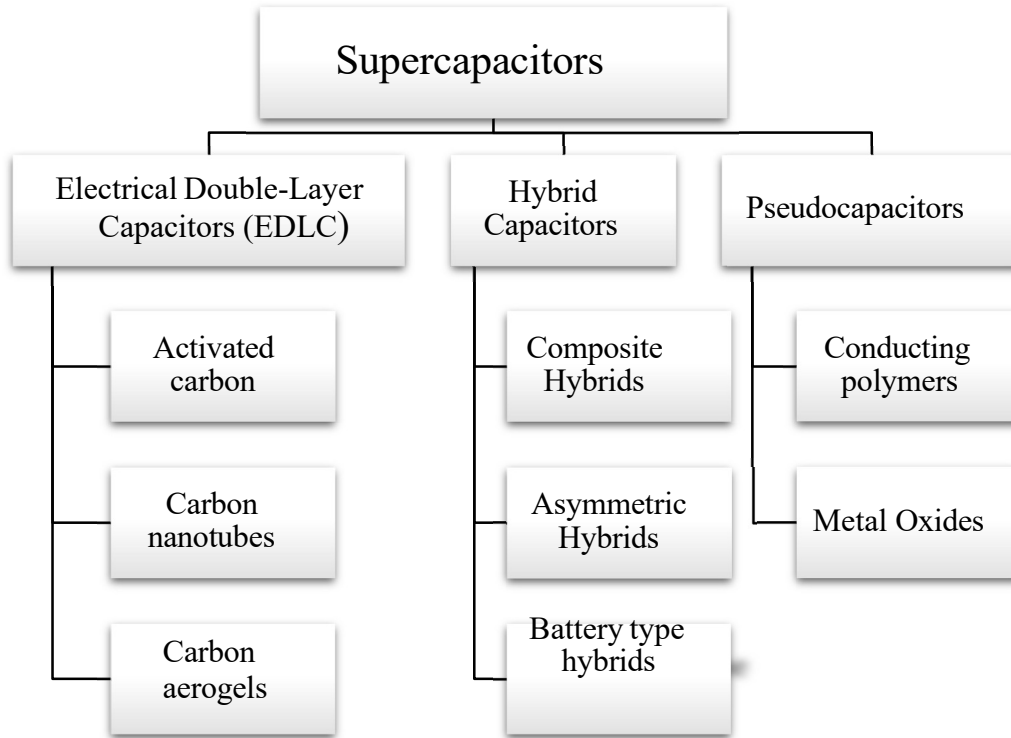 Supercapacitors
Electrical Double-Layer
Capacitors (EDLC)
Hybrid
Capacitors
Pseudocapacitors
Activated
carbon
Composite
Hybrids
Conducting
polymers
Carbon
nanotubes
Asymmetric
Hybrids
Metal Oxides
Carbon
aerogels
Battery type
hybrids